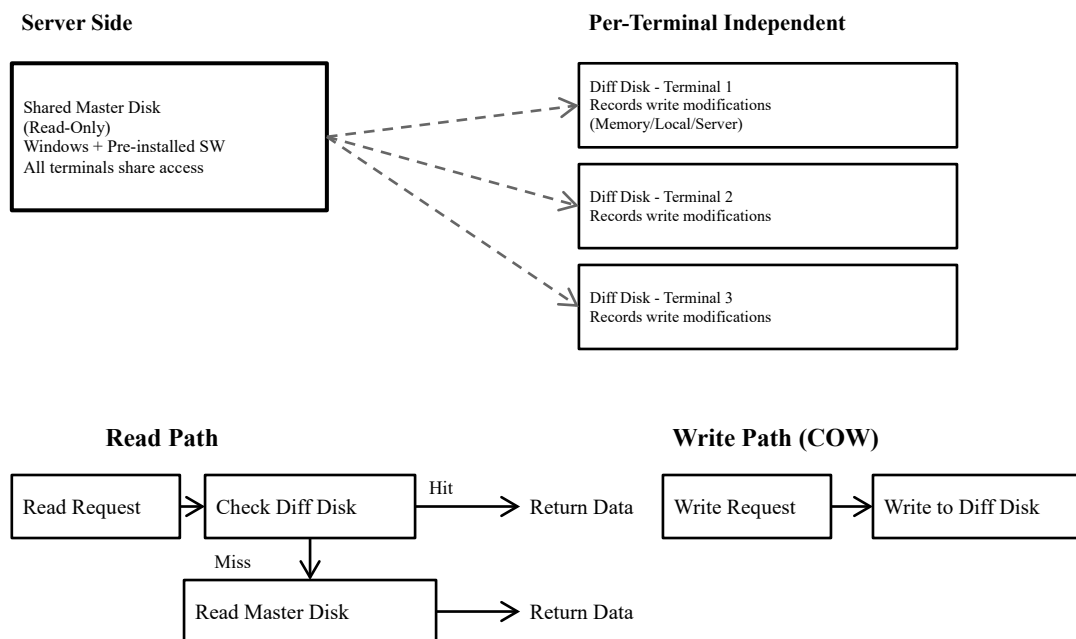 Server Side
Per-Terminal Independent
Shared Master Disk
(Read-Only)
Windows + Pre-installed SW
All terminals share access
Diff Disk - Terminal 1
Records write modifications
(Memory/Local/Server)
Diff Disk - Terminal 2
Records write modifications
Diff Disk - Terminal 3
Records write modifications
Read Path
Read Request
Check Diff Disk
Hit
Return Data
Miss
Read Master Disk
Return Data
Write Path (COW)
Write Request
Write to Diff Disk